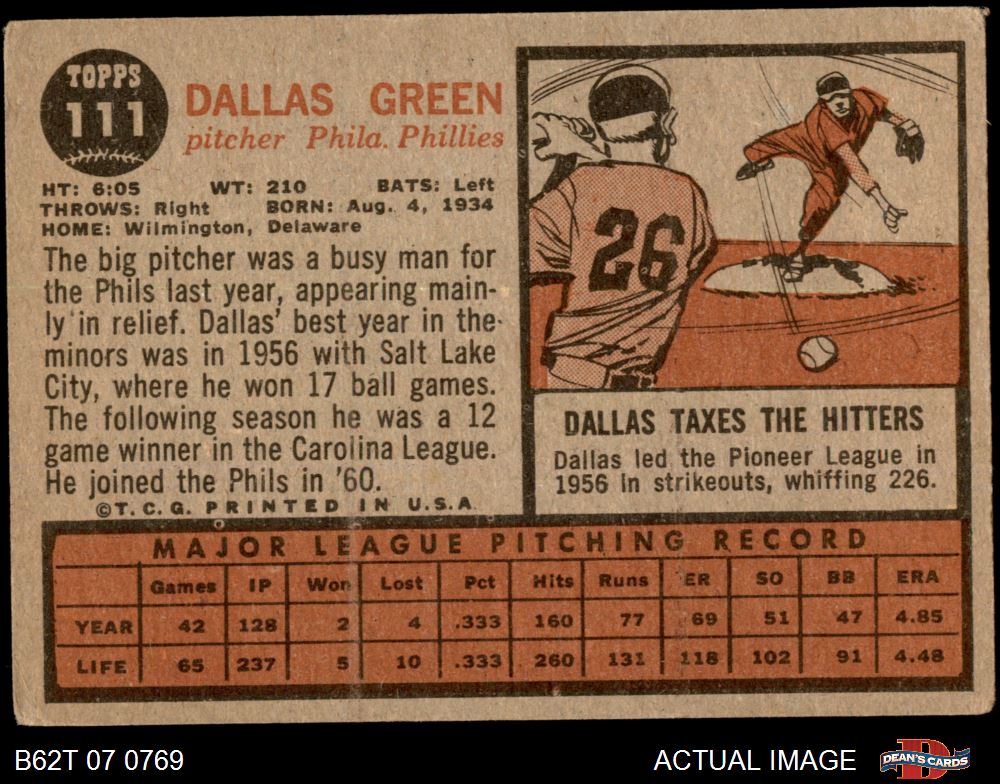 TOPPS
111
DALLAS GREEN
pitcher Phila. Phillies
HT: 6:05 WT: 210 BATS: Left
THROWS: Right BORN: Aug. 4, 1934
HOME: Wilmington, Delaware
The big pitcher was a busy man for
the Phils last year, appearing main-
ly in relief. Dallas' best year in the
minors was in 1956 with Salt Lake
City, where he won 17 ball games.
The following season he was a 12
game winner in the Carolina League.
He joined the Phils in '60.
©T. C. G. PRINTED IN U.S.A.
26
DALLAS TAXES THE HITTERS
Dallas led the Pioneer League in
1956 in strikeouts, whiffing 226.
MAJOR LEAGUE PITCHING RECORD
Games IP Won Lost Pct Hits Runs ER SO BB ERA
YEAR 42 128 2 4 .333 160 77 69 51 47 4.85
LIFE 65 237 5 10 .333 260 131 118 102 91 4.48
B62T 07 0769 ACTUAL IMAGE DEAN'S CARDS